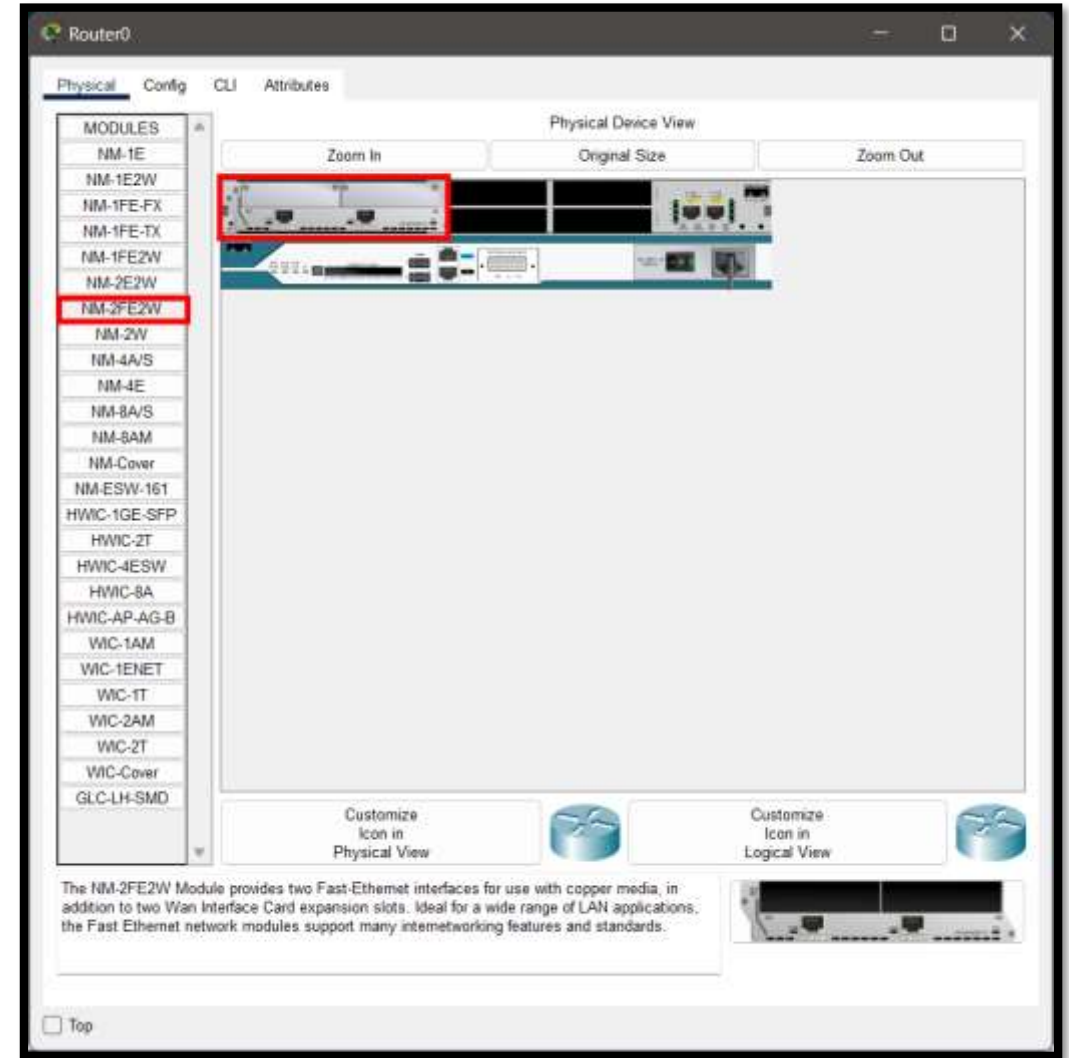 Router0
Physical Config CLI Attributes
MODULES
NM-1E
NM-1E2W
NM-1FE-FX
NM-1FE-TX
NM-1FE2W
NM-2E2W
NM-2FE2W
NM-2W
NM-4A/S
NM-4E
NM-8A/S
NM-8AM
NM-Cover
NM-ESW-161
HWIC-1GE-SFP
HWIC-2T
HWIC-4ESW
HWIC-8A
HWIC-AP-AG-B
WIC-1AM
WIC-1ENET
WIC-1T
WIC-2AM
WIC-2T
WIC-Cover
GLC-LH-SMD
Physical Device View
Zoom In Original Size Zoom Out
Customize
Icon in
Physical View
Customize
Icon in
Logical View
The NM-2FE2W Module provides two Fast-Ethernet interfaces for use with copper media, in
addition to two Wan Interface Card expansion slots. Ideal for a wide range of LAN applications,
the Fast Ethernet network modules support many internetworking features and standards.
Top